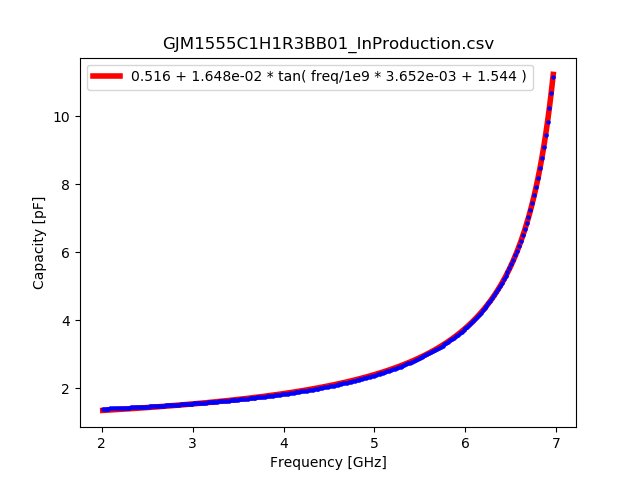 GJM1555C1H1R3BB01_InProduction.csv
0.516 + 1.648e-02 * tan( freq/1e9 * 3.652e-03 + 1.544 )
Capacity [pF]
10
8
6
4
2
2 3 4 5 6 7
Frequency [GHz]